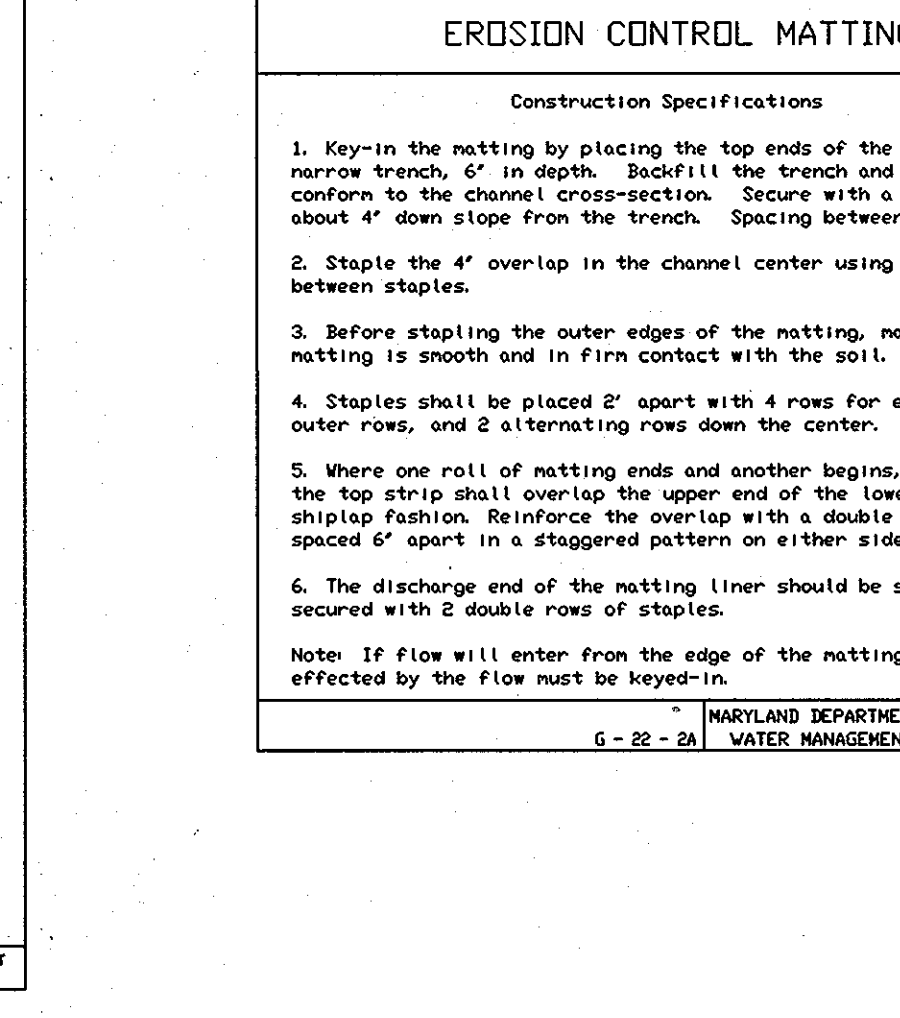 EROSION CONTROL MATTING
Construction Specifications
1. Key-in the matting by placing the top ends of the
narrow trench, 6" in depth. Backfill the trench and
conform to the channel cross-section. Secure with a
about 4" down slope from the trench. Spacing between
2. Staple the 4" overlap in the channel center using
between staples.
3. Before stapling the outer edges of the matting, ma
matting is smooth and in firm contact with the soil.
4. Staples shall be placed 2' apart with 4 rows for e
outer rows, and 2 alternating rows down the center.
5. Where one roll of matting ends and another begins,
the top strip shall overlap the upper end of the lowe
shiplap fashion. Reinforce the overlap with a double
spaced 6" apart in a staggered pattern on either side
6. The discharge end of the matting liner should be s
secured with 2 double rows of staples.
Note: If flow will enter from the edge of the matting
effected by the flow must be keyed-in.
G - 22 - 2A
MARYLAND DEPARTME
WATER MANAGEMEN